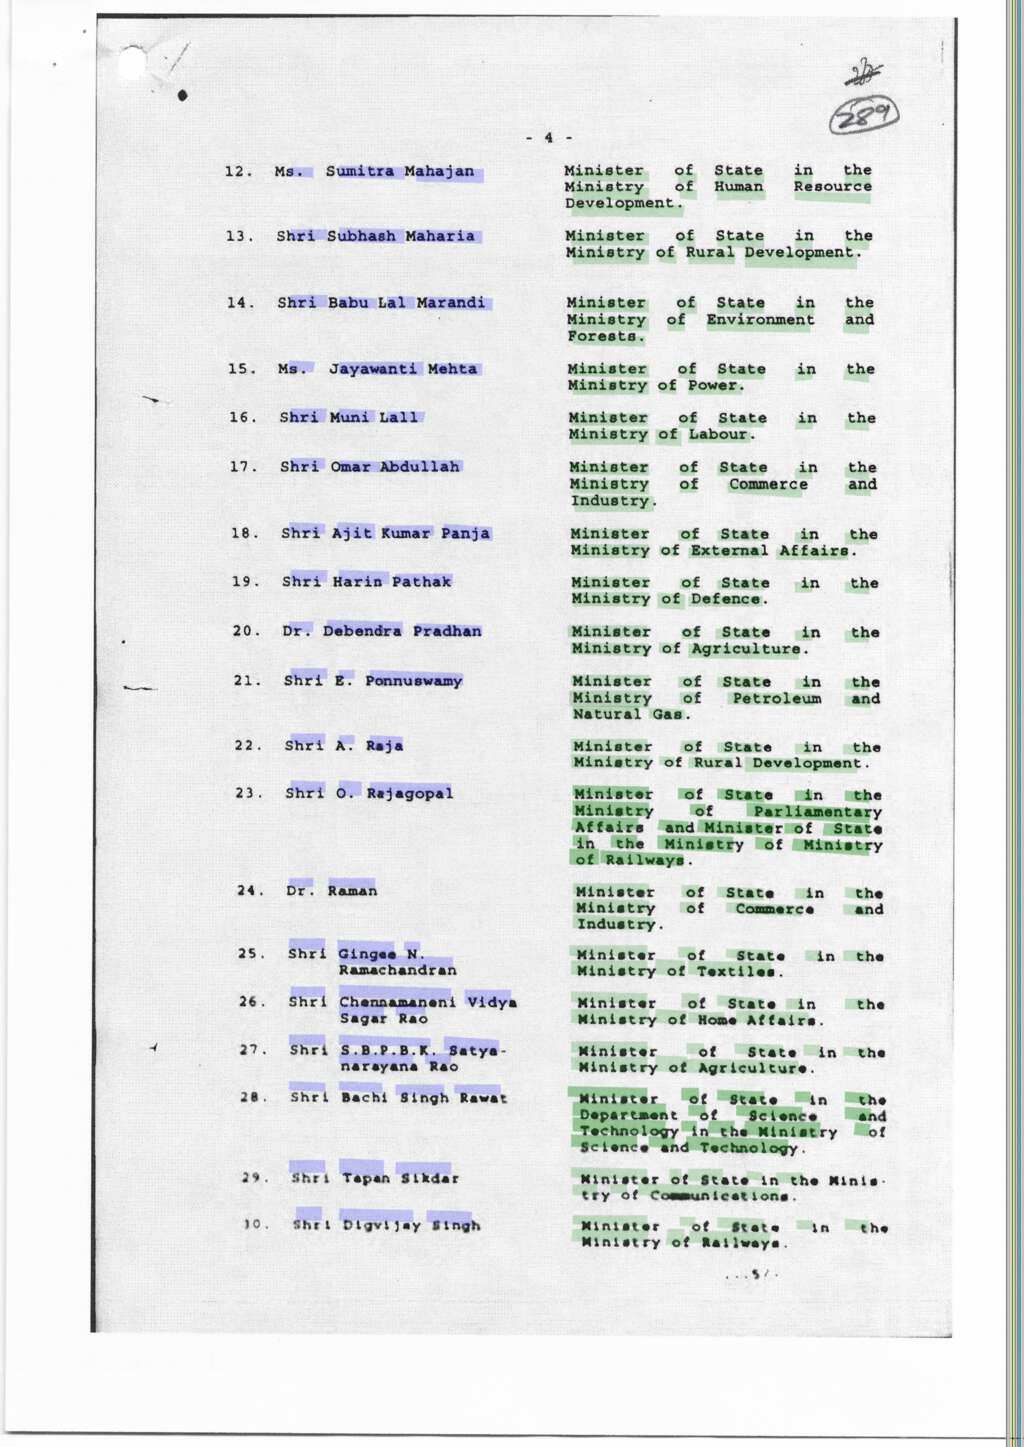 289
- 4 -
12. Ms. Sumitra Mahajan Minister of State in the
Ministry of Human Resource
Development.
13. Shri Subhash Maharia Minister of State in the
Ministry of Rural Development.
14. Shri Babu Lal Marandi Minister of State in the
Ministry of Environment and
Forests.
15. Ms. Jayawanti Mehta Minister of State in the
Ministry of Power.
16. Shri Muni Lall Minister of State in the
Ministry of Labour.
17. Shri Omar Abdullah Minister of State in the
Ministry of Commerce and
Industry.
18. Shri Ajit Kumar Panja Minister of State in the
Ministry of External Affairs.
19. Shri Harin Pathak Minister of State in the
Ministry of Defence.
20. Dr. Debendra Pradhan Minister of State in the
Ministry of Agriculture.
21. Shri E. Ponnuswamy Minister of State in the
Ministry of Petroleum and
Natural Gas.
22. Shri A. Raja Minister of State in the
Ministry of Rural Development.
23. Shri O. Rajagopal Minister of State in the
Ministry of Parliamentary
Affairs and Minister of State
in the Ministry of Ministry
of Railways.
24. Dr. Raman Minister of State in the
Ministry of Commerce and
Industry.
25. Shri Gingee N. Minister of State in the
Ramachandran Ministry of Textiles.
26. Shri Chennamaneni Vidya Minister of State in the
Sagar Rao Ministry of Home Affairs.
27. Shri S.B.P.B.K. Satya- Minister of State in the
narayana Rao Ministry of Agriculture.
28. Shri Bachi Singh Rawat Minister of State in the
Department of Science and
Technology in the Ministry of
Science and Technology.
29. Shri Tapan Sikdar Minister of State in the Minis-
try of Communications.
30. Shri Digvijay Singh Minister of State in the
Ministry of Railways.
...5/-